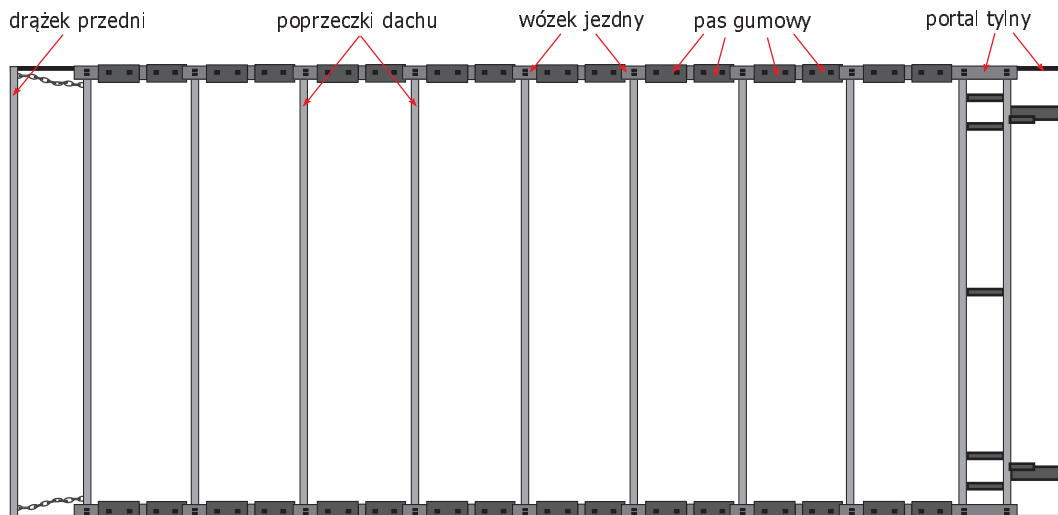 drążek przedni
poprzeczki dachu
wózek jezdny
pas gumowy
portal tylny